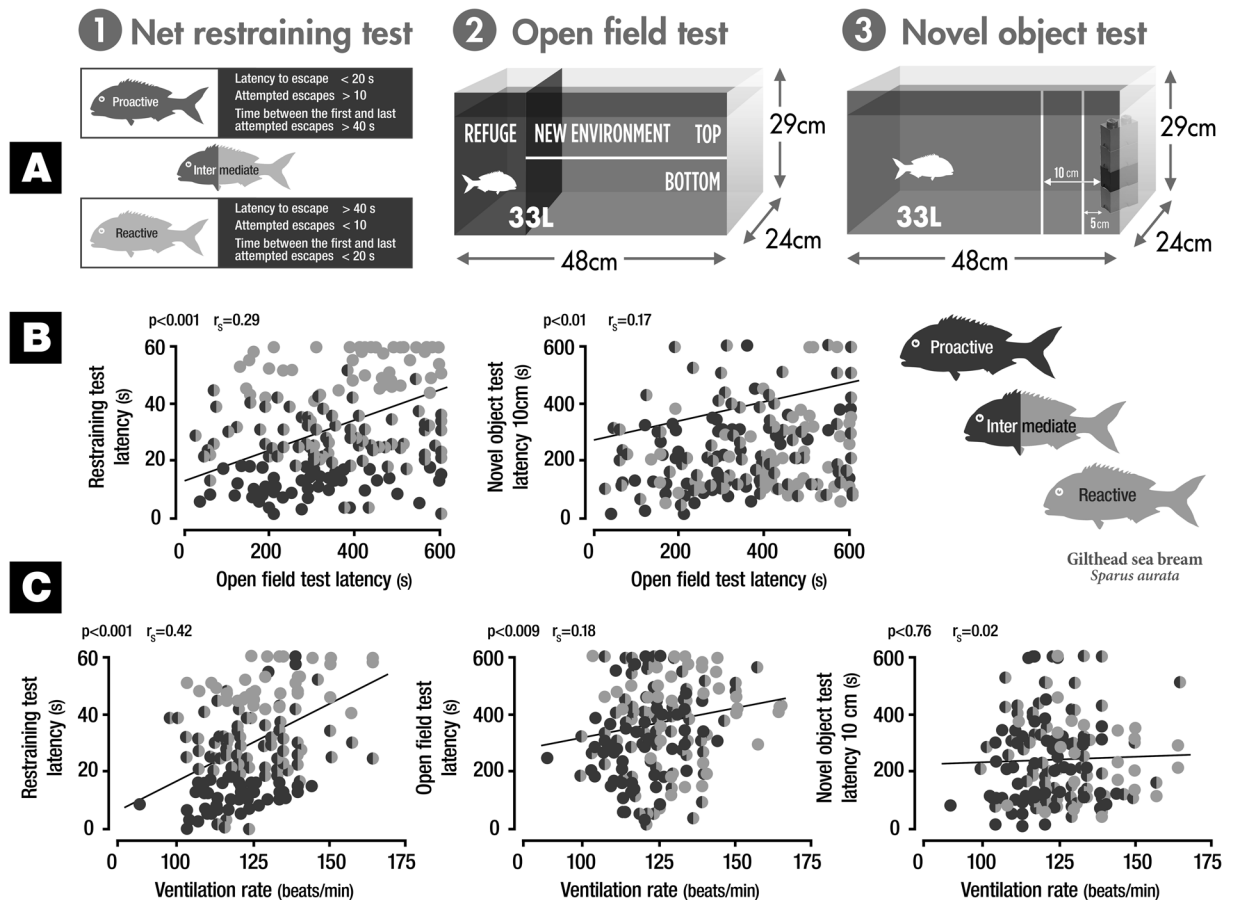 1 Net restraining test
2 Open field test
3 Novel object test
A
Proactive
Latency to escape < 20 s
Attempted escapes > 10
Time between the first and last
attempted escapes > 40 s
Inter mediate
Reactive
Latency to escape > 40 s
Attempted escapes < 10
Time between the first and last
attempted escapes < 20 s
REFUGE NEW ENVIRONMENT TOP
BOTTOM
33L
29cm
24cm
48cm
10 cm
5 cm
33L
29cm
24cm
48cm
B
p<0.001 rs=0.29
Restraining test
latency (s)
60
40
20
0
0 200 400 600
Open field test latency (s)
p<0.01 rs=0.17
Novel object test
latency 10cm (s)
600
400
200
0
0 200 400 600
Open field test latency (s)
Proactive
Inter mediate
Reactive
Gilthead sea bream
Sparus aurata
C
p<0.001 rs=0.42
Restraining test
latency (s)
60
40
20
0
0 100 125 150 175
Ventilation rate (beats/min)
p<0.009 rs=0.18
Open field test
latency (s)
600
400
200
0
0 100 125 150 175
Ventilation rate (beats/min)
p<0.76 rs=0.02
Novel object test
latency 10 cm (s)
600
400
200
0
0 100 125 150 175
Ventilation rate (beats/min)